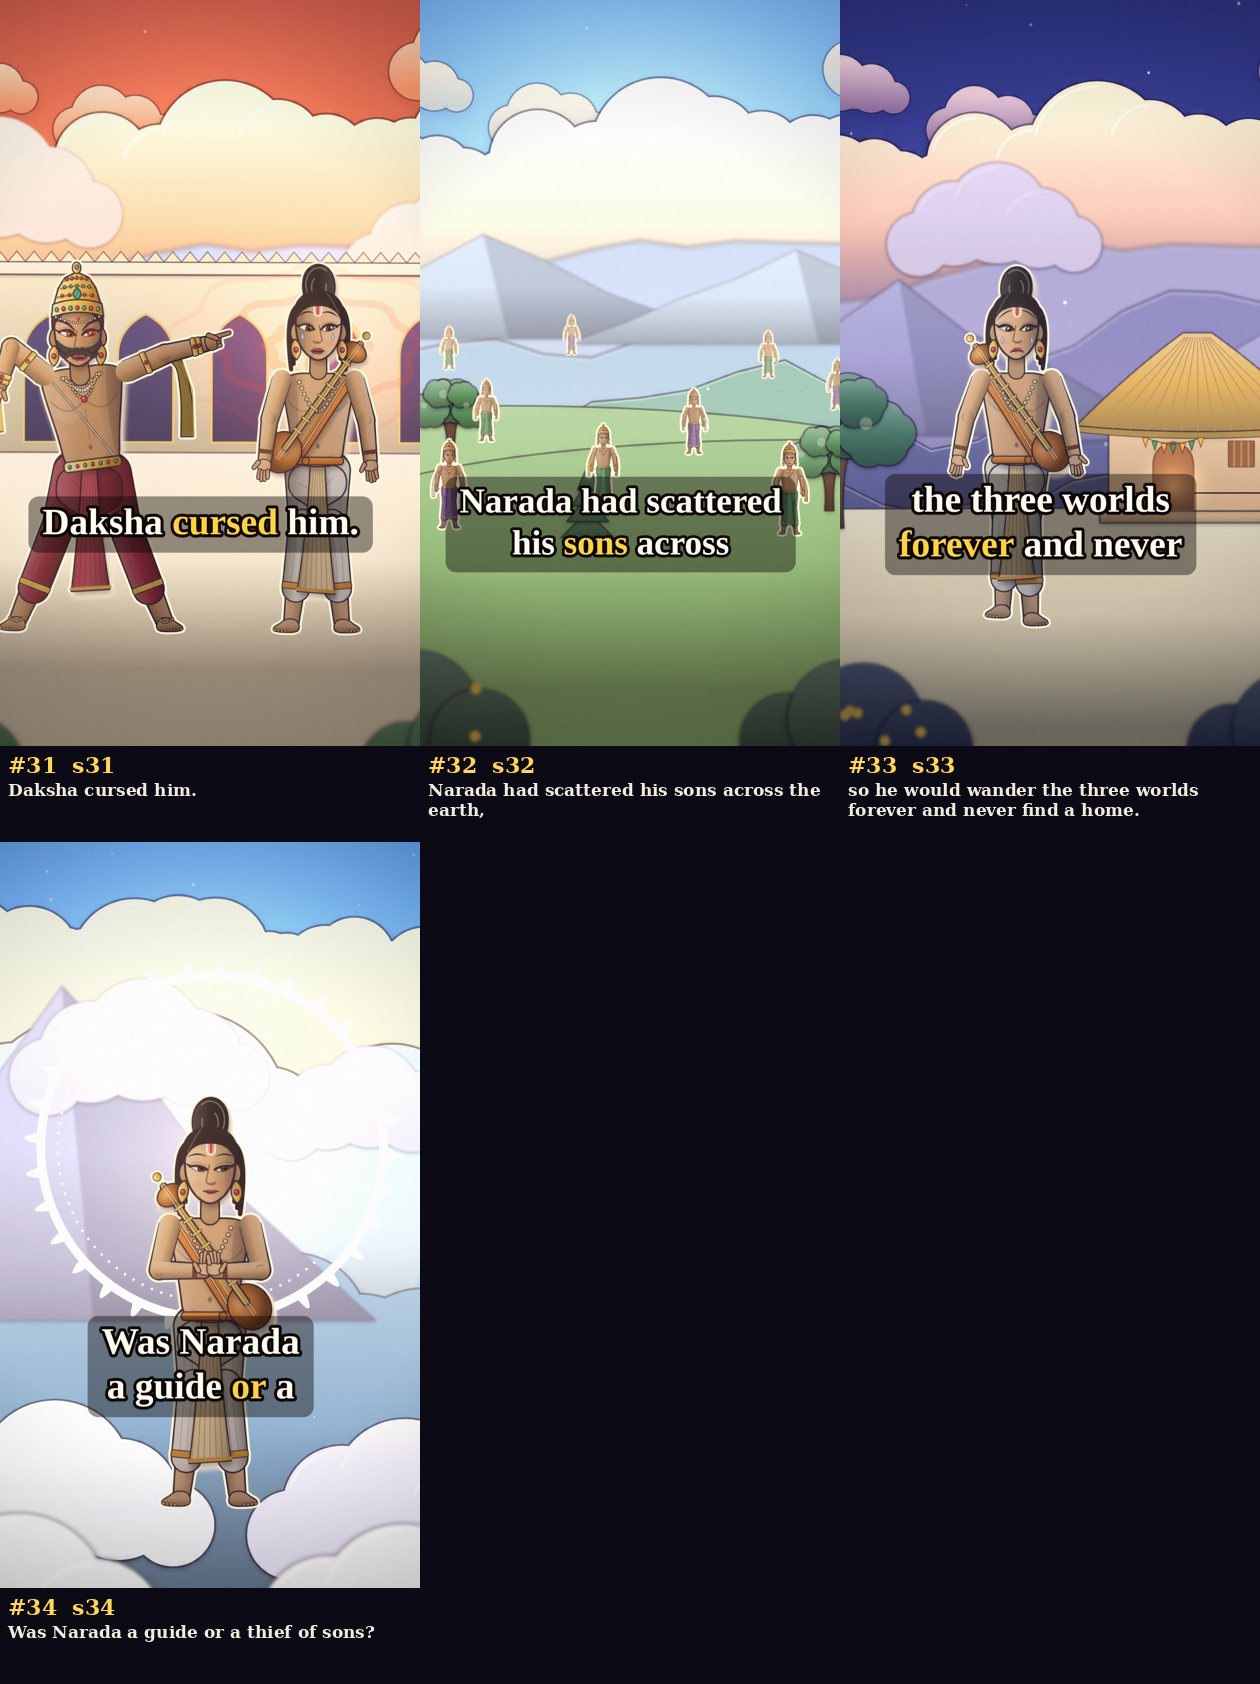 Daksha cursed him.
Narada had scattered
his sons across
the three worlds
forever and never
#31 s31
Daksha cursed him.
#32 s32
Narada had scattered his sons across the
earth,
#33 s33
so he would wander the three worlds
forever and never find a home.
Was Narada
a guide or a
#34 s34
Was Narada a guide or a thief of sons?